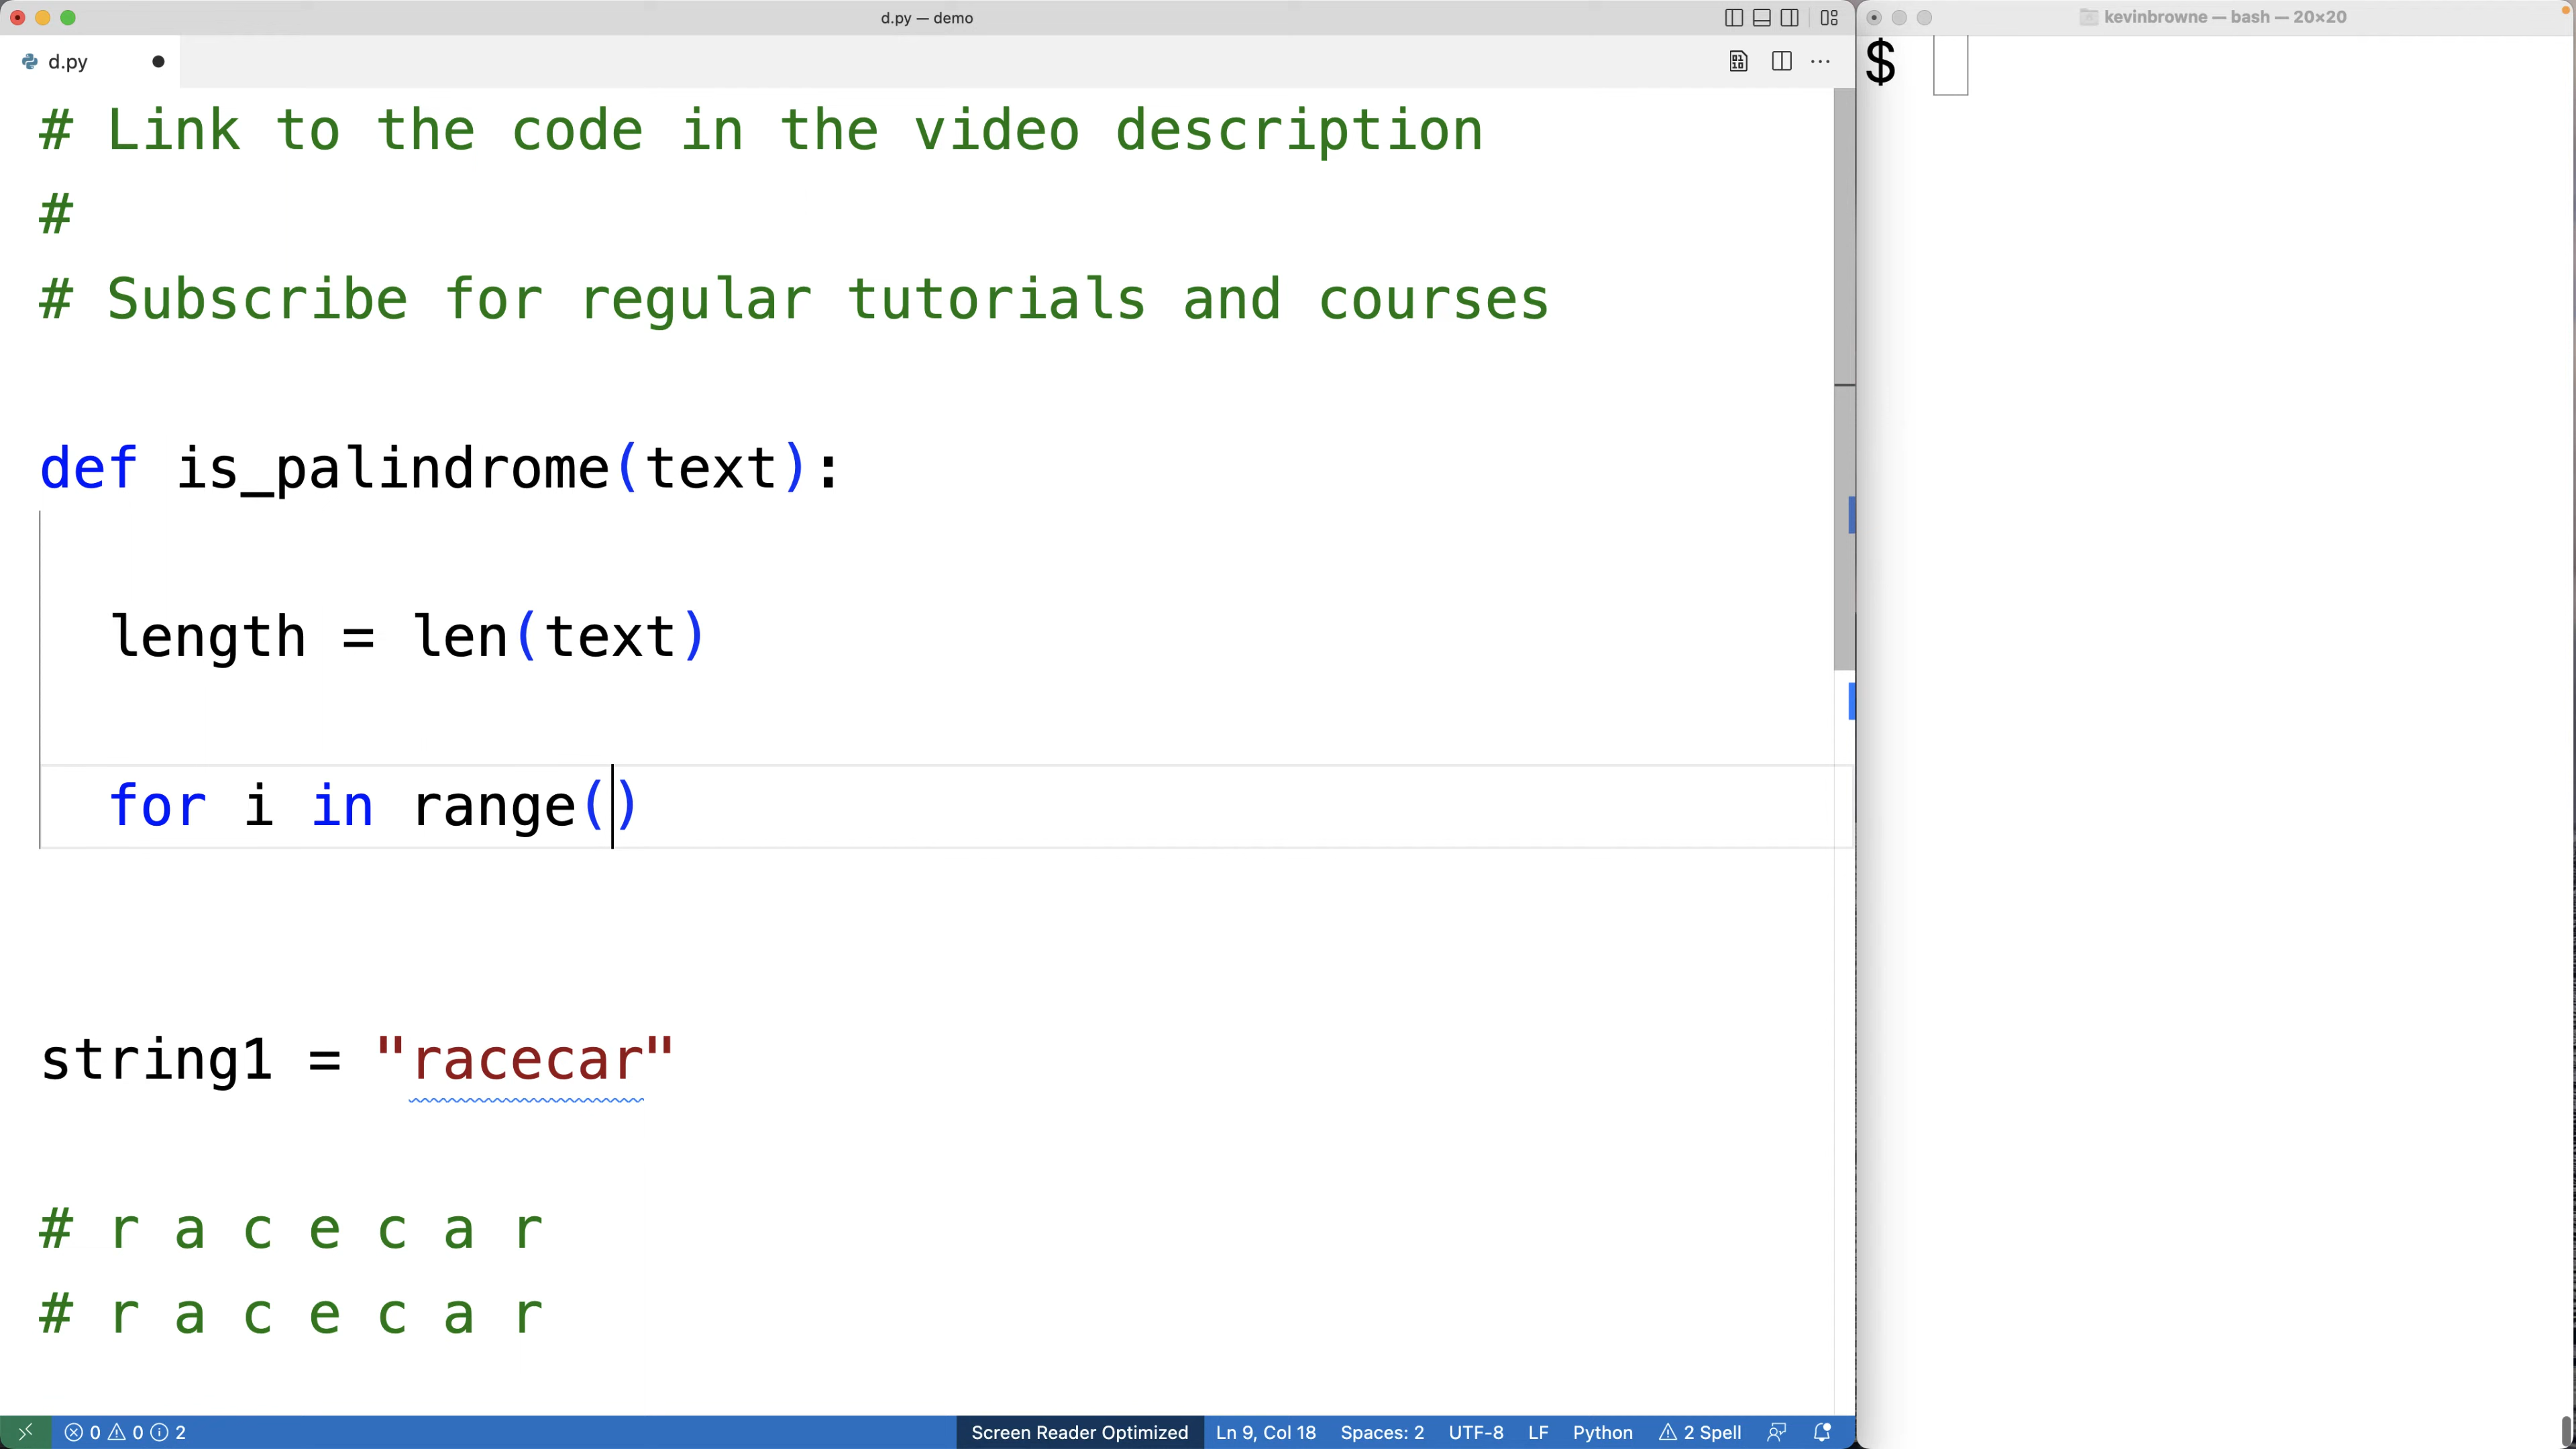 d.py — demo
kevinbrowne — bash — 20×20
d.py
$
# Link to the code in the video description
#
# Subscribe for regular tutorials and courses
def is_palindrome(text):
length = len(text)
for i in range()
string1 = "racecar"
# r a c e c a r
# r a c e c a r
0 0 2
Screen Reader Optimized
Ln 9, Col 18
Spaces: 2
UTF-8
LF
Python
2 Spell